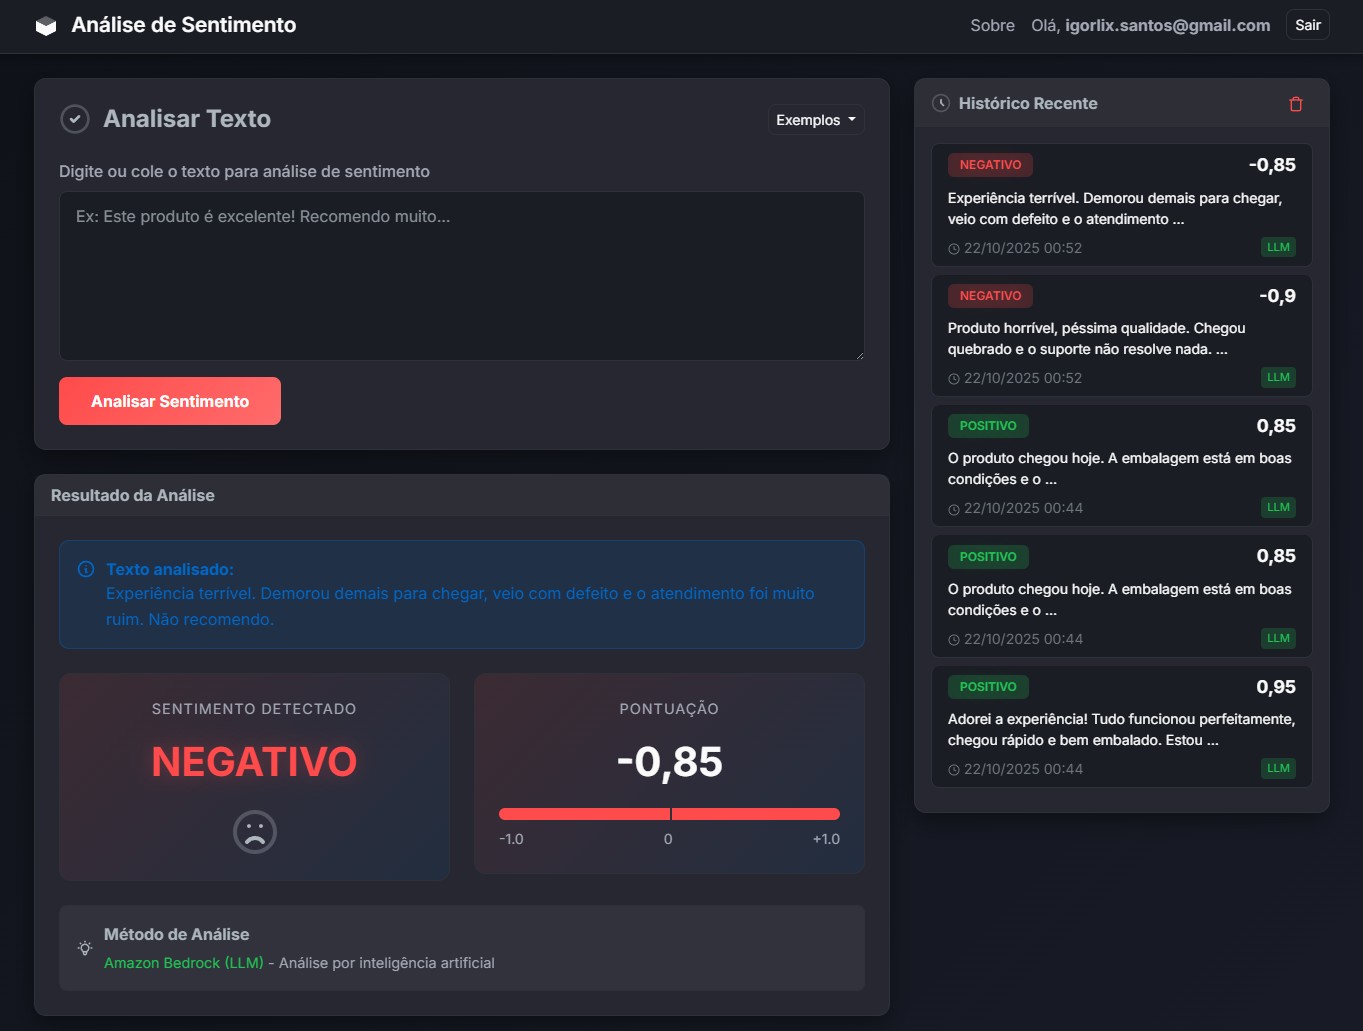 Análise de Sentimento
Sobre
Olá, igorlix.santos@gmail.com
Sair
Analisar Texto
Exemplos
Digite ou cole o texto para análise de sentimento
Ex: Este produto é excelente! Recomendo muito...
Analisar Sentimento
Resultado da Análise
Texto analisado:
Experiência terrível. Demorou demais para chegar, veio com defeito e o atendimento foi muito
ruim. Não recomendo.
SENTIMENTO DETECTADO
NEGATIVO
PONTUAÇÃO
-0,85
-1.0
0
+1.0
Método de Análise
Amazon Bedrock (LLM) - Análise por inteligência artificial
Histórico Recente
NEGATIVO
-0,85
Experiência terrível. Demorou demais para chegar,
veio com defeito e o atendimento ...
22/10/2025 00:52
LLM
NEGATIVO
-0,9
Produto horrível, péssima qualidade. Chegou
quebrado e o suporte não resolve nada. ...
22/10/2025 00:52
LLM
POSITIVO
0,85
O produto chegou hoje. A embalagem está em boas
condições e o ...
22/10/2025 00:44
LLM
POSITIVO
0,85
O produto chegou hoje. A embalagem está em boas
condições e o ...
22/10/2025 00:44
LLM
POSITIVO
0,95
Adorei a experiência! Tudo funcionou perfeitamente,
chegou rápido e bem embalado. Estou ...
22/10/2025 00:44
LLM